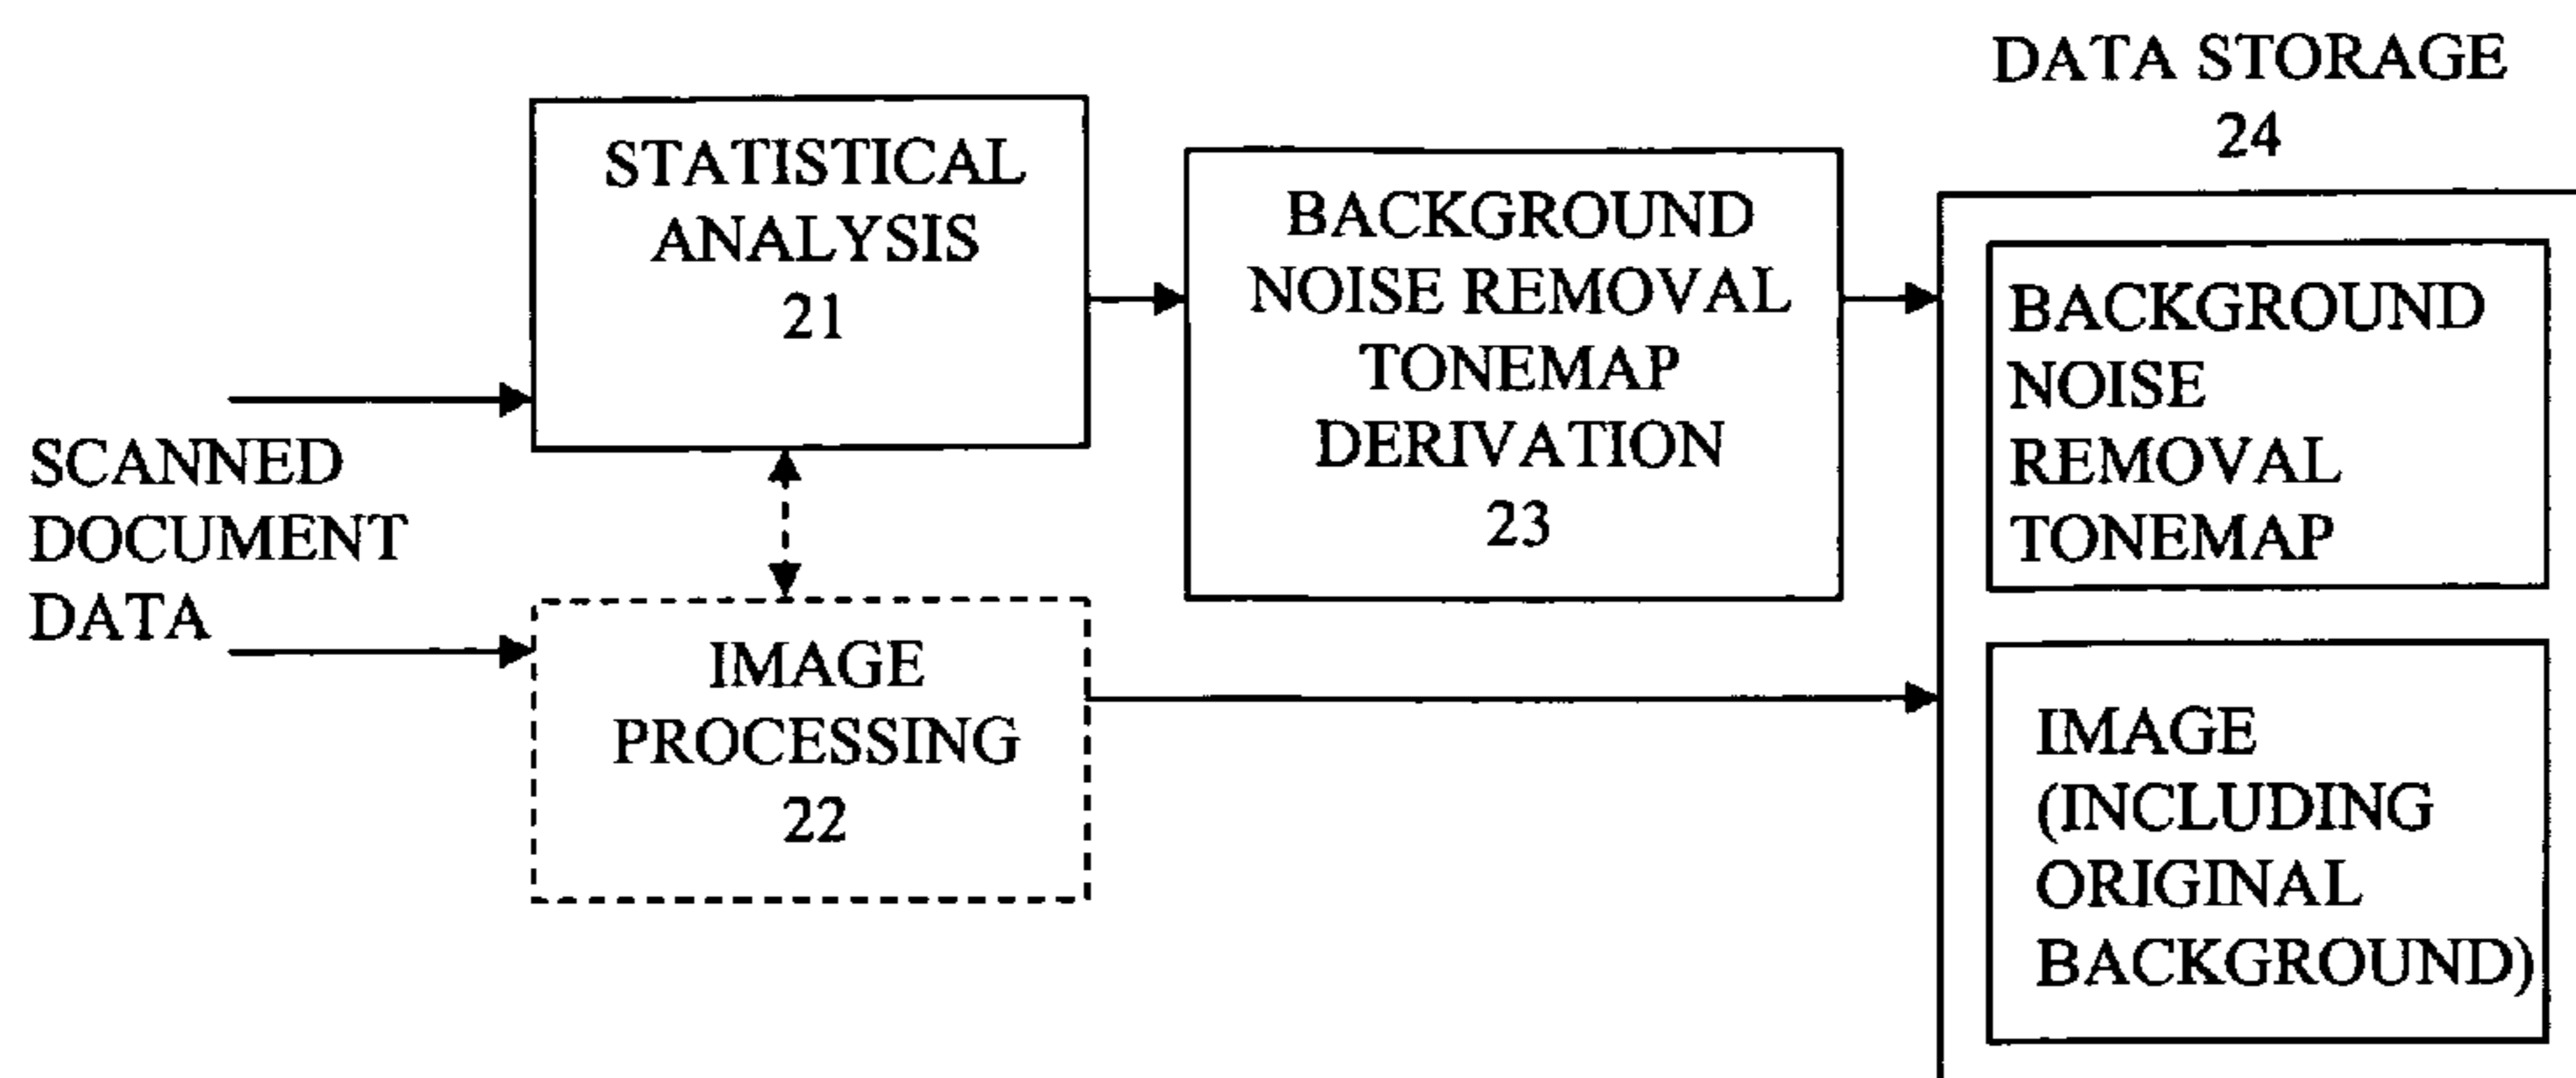 SCANNED
DOCUMENT
DATA
STATISTICAL
ANALYSIS
21
IMAGE
PROCESSING
22
BACKGROUND
NOISE REMOVAL
TONEMAP
DERIVATION
23
DATA STORAGE
24
BACKGROUND
NOISE
REMOVAL
TONEMAP
IMAGE
(INCLUDING
ORIGINAL
BACKGROUND)